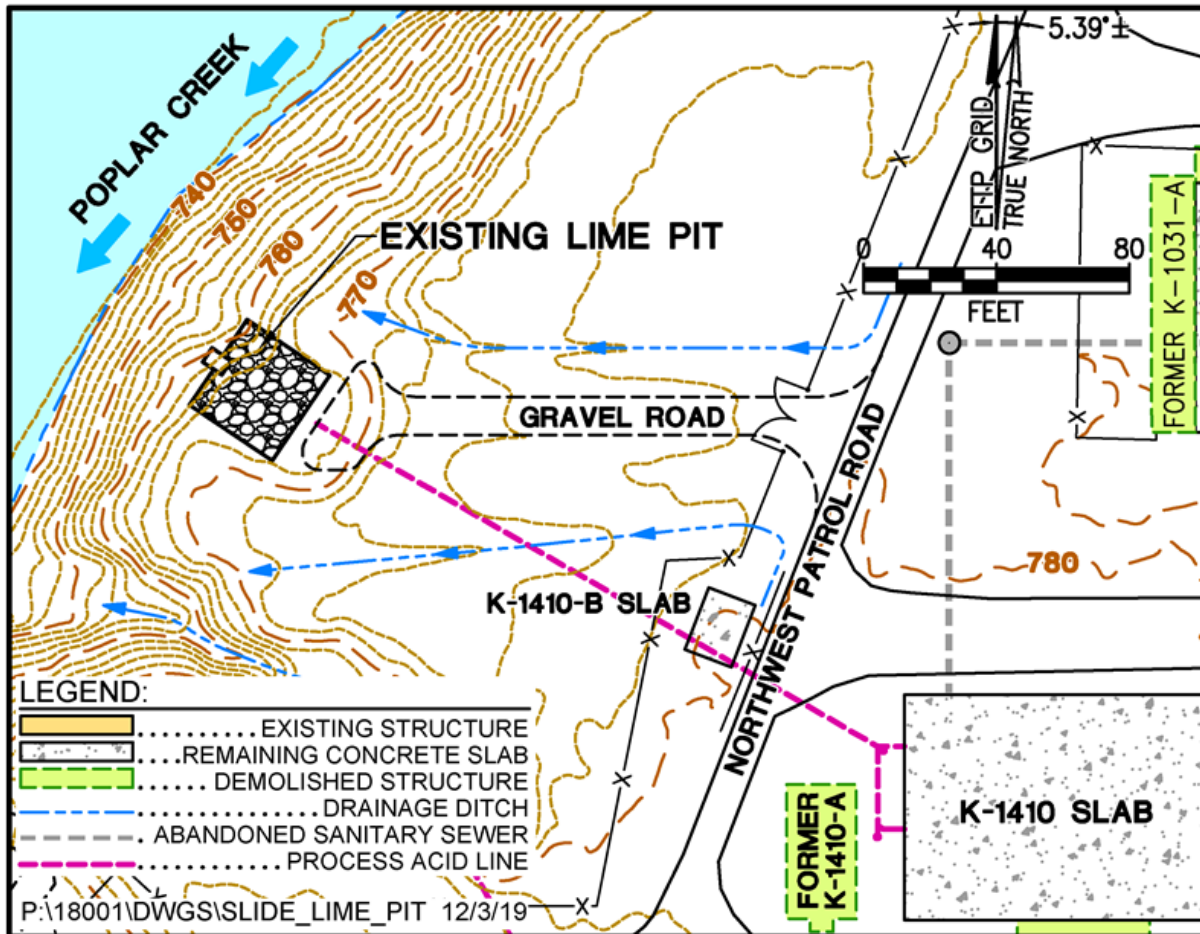 5.39°±
POPLAR CREEK
ETTP GRID
TRUE NORTH
740
750
760
770
EXISTING LIME PIT
0 40 80
FEET
FORMER K-1031-A
GRAVEL ROAD
NORTHWEST PATROL ROAD
780
K-1410-B SLAB
K-1410 SLAB
FORMER
K-1410-A
LEGEND:
EXISTING STRUCTURE
REMAINING CONCRETE SLAB
DEMOLISHED STRUCTURE
DRAINAGE DITCH
ABANDONED SANITARY SEWER
PROCESS ACID LINE
P:\18001\DWGS\SLIDE_LIME_PIT 12/3/19